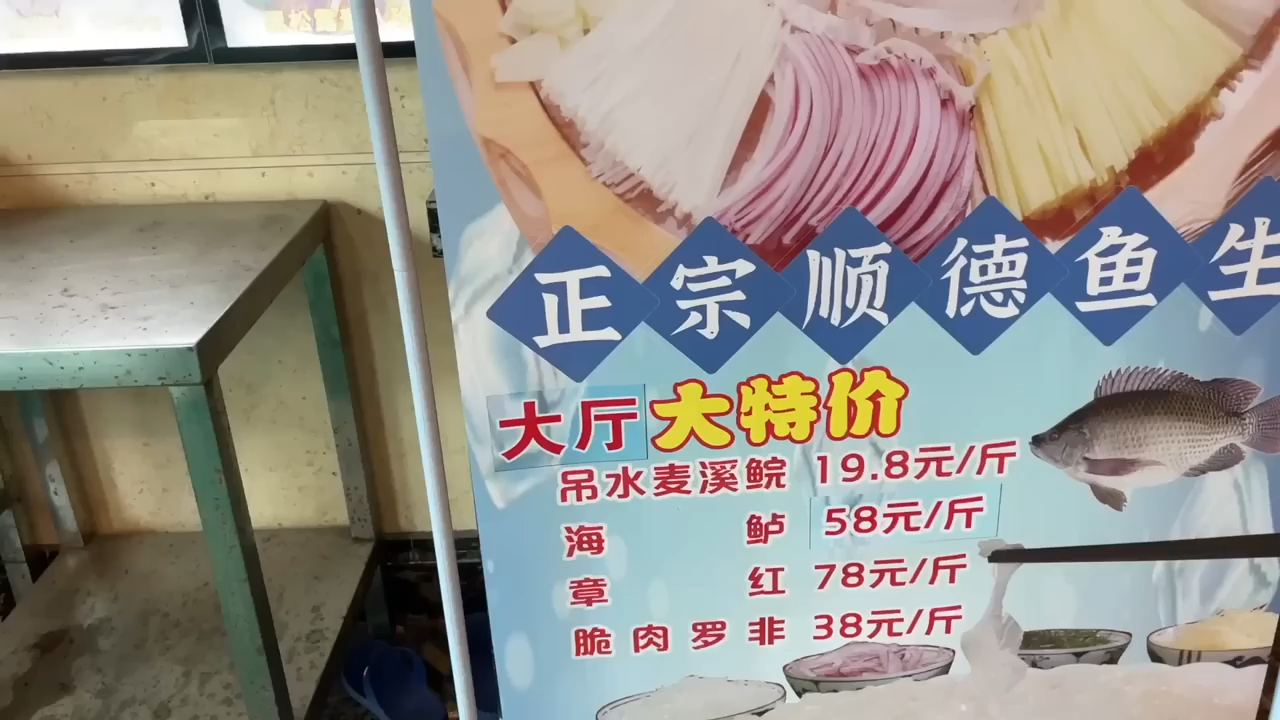 正宗顺德鱼生
大厅大特价
吊水麦溪鲩 19.8元/斤
海鲈 58元/斤
章红 78元/斤
脆肉罗非 38元/斤